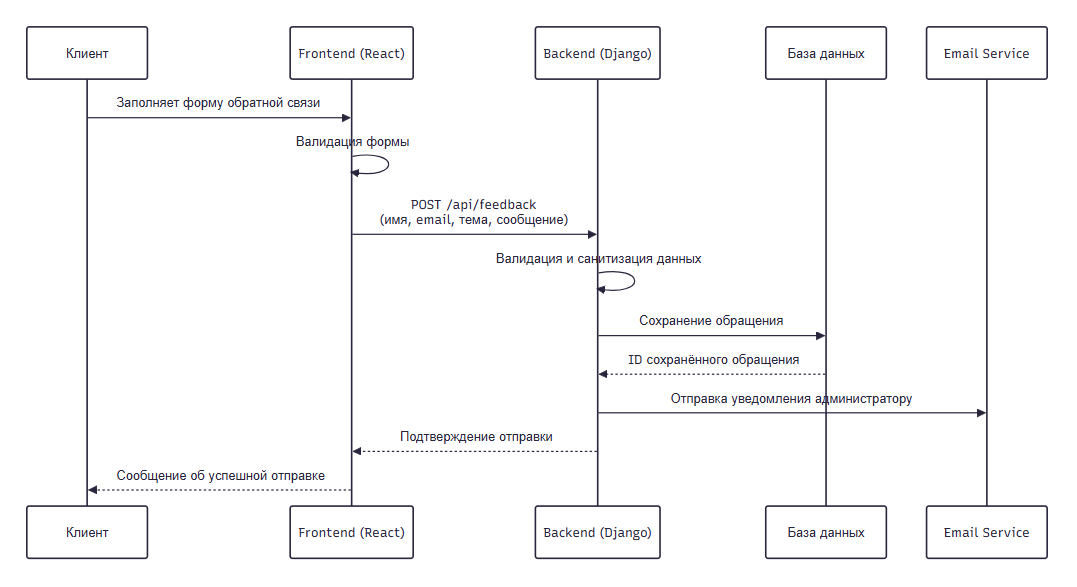 Клиент
Frontend (React)
Backend (Django)
База данных
Email Service
Заполняет форму обратной связи
Валидация формы
POST /api/feedback
(имя, email, тема, сообщение)
Валидация и санитизация данных
Сохранение обращения
ID сохранённого обращения
Отправка уведомления администратору
Подтверждение отправки
Сообщение об успешной отправке
Клиент
Frontend (React)
Backend (Django)
База данных
Email Service